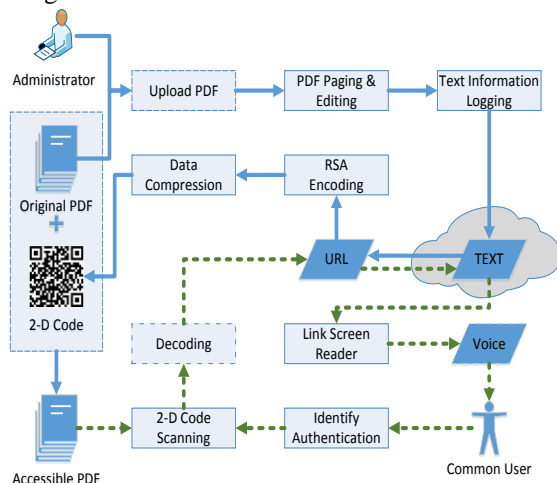 Administrator
Upload PDF
PDF Paging &
Editing
Text Information
Logging
Original PDF
Data
Compression
RSA
Encoding
2-D Code
URL
TEXT
Decoding
Link Screen
Reader
Voice
Accessible PDF
2-D Code
Scanning
Identify
Authentication
Common User